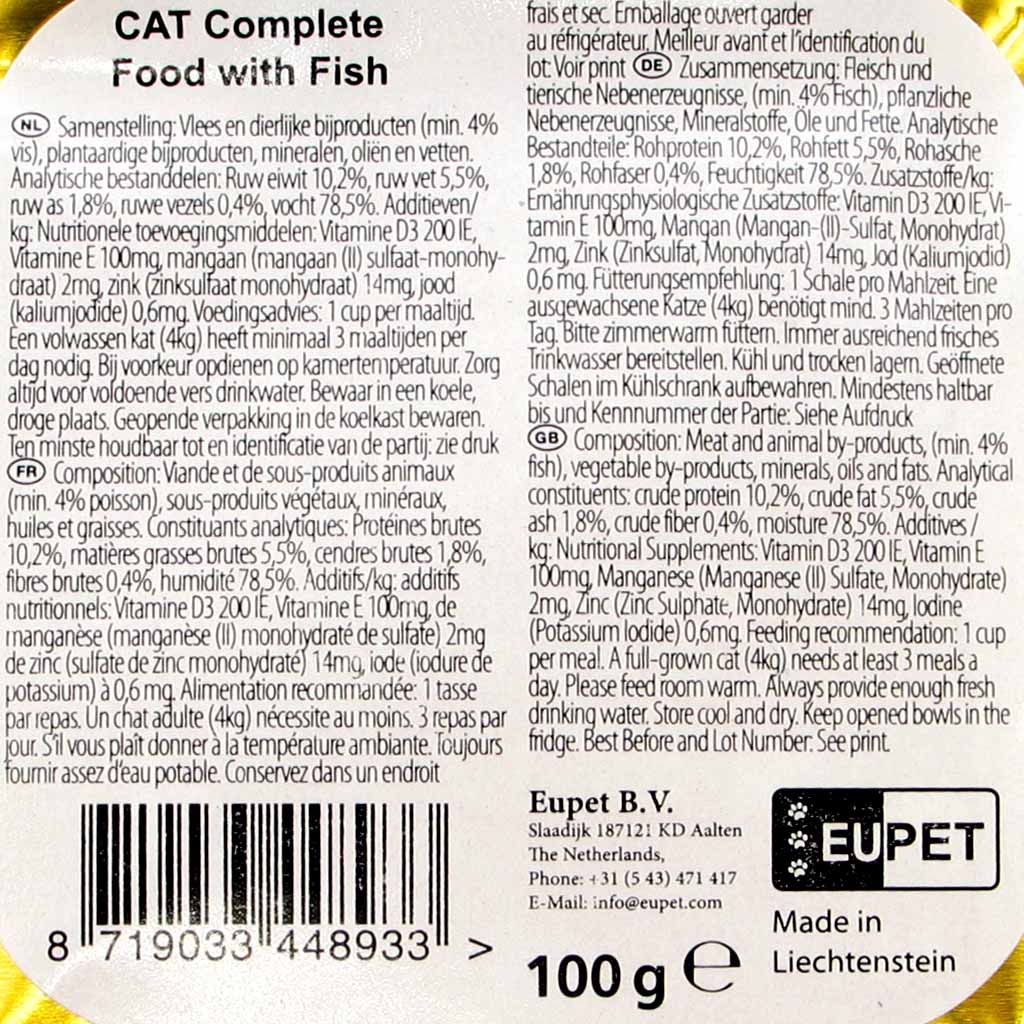 CAT Complete
Food with Fish
NL Samenstelling: Vlees en dierlijke bijproducten (min. 4%
vis), plantaardige bijproducten, mineralen, oliën en vetten.
Analytische bestanddelen: Ruw eiwit 10,2%, ruw vet 5,5%,
ruw as 1,8%, ruwe vezels 0,4%, vocht 78,5%. Additieven/
kg: Nutritionele toevoegingsmiddelen: Vitamine D3 200 IE,
Vitamine E 100mg, mangaan (mangaan (II) sulfaat-monohy-
draat) 2mg, zink (zinksulfaat monohydraat) 14mg, jood
(kaliumjodide) 0,6mg. Voedingsadvies: 1 cup per maaltijd.
Een volwassen kat (4kg) heeft minimaal 3 maaltijden per
dag nodig. Bij voorkeur opdienen op kamertemperatuur. Zorg
altijd voor voldoende vers drinkwater. Bewaar in een koele,
droge plaats. Geopende verpakking in de koelkast bewaren.
Ten minste houdbaar tot en identificatie van de partij: zie druk
FR Composition: Viande et de sous-produits animaux
(min. 4% poisson), sous-produits végétaux, minéraux,
huiles et graisses. Constituants analytiques: Protéines brutes
10,2%, matières grasses brutes 5,5%, cendres brutes 1,8%,
fibres brutes 0,4%, humidité 78,5%. Additifs/kg: additifs
nutritionnels: Vitamine D3 200 IE, Vitamine E 100mg, de
manganèse (manganèse (II) monohydraté de sulfate) 2mg
de zinc (sulfate de zinc monohydraté) 14mg, iode (iodure de
potassium) à 0,6 mg. Alimentation recommandée: 1 tasse
par repas. Un chat adulte (4kg) nécessite au moins. 3 repas par
jour. S'il vous plaît donner à la température ambiante. Toujours
fournir assez d'eau potable. Conservez dans un endroit
frais et sec. Emballage ouvert garder
au réfrigérateur. Meilleur avant et l'identification du
lot: Voir print DE Zusammensetzung: Fleisch und
tierische Nebenerzeugnisse, (min. 4% Fisch), pflanzliche
Nebenerzeugnisse, Mineralstoffe, Öle und Fette. Analytische
Bestandteile: Rohprotein 10,2%, Rohfett 5,5%, Rohasche
1,8%, Rohfaser 0,4%, Feuchtigkeit 78,5%. Zusatzstoffe/kg:
Ernährungsphysiologische Zusatzstoffe: Vitamin D3 200 IE, Vi-
tamin E 100mg, Mangan (Mangan-(II)-Sulfat, Monohydrat)
2mg, Zink (Zinksulfat, Monohydrat) 14mg, Jod (Kaliumjodid)
0,6 mg. Fütterungsempfehlung: 1 Schale pro Mahlzeit. Eine
ausgewachsene Katze (4kg) benötigt mind. 3 Mahlzeiten pro
Tag. Bitte zimmerwarm füttern. Immer ausreichend frisches
Trinkwasser bereitstellen. Kühl und trocken lagern. Geöffnete
Schalen im Kühlschrank aufbewahren. Mindestens haltbar
bis und Kennnummer der Partie: Siehe Aufdruck
GB Composition: Meat and animal by-products, (min. 4%
fish), vegetable by-products, minerals, oils and fats. Analytical
constituents: crude protein 10,2%, crude fat 5,5%, crude
ash 1,8%, crude fiber 0,4%, moisture 78,5%. Additives /
kg: Nutritional Supplements: Vitamin D3 200 IE, Vitamin E
100mg, Manganese (Manganese (II) Sulfate, Monohydrate)
2mg, Zinc (Zinc Sulphate, Monohydrate) 14mg, Iodine
(Potassium Iodide) 0,6mg. Feeding recommendation: 1 cup
per meal. A full-grown cat (4kg) needs at least 3 meals a
day. Please feed room warm. Always provide enough fresh
drinking water. Store cool and dry. Keep opened bowls in the
fridge. Best Before and Lot Number: See print.
8 719033 448933 >
Eupet B.V.
Slaadijk 187121 KD Aalten
The Netherlands,
Phone: +31 (5 43) 471 417
E-Mail: info@eupet.com
100 g ℮
EUPET
Made in
Liechtenstein